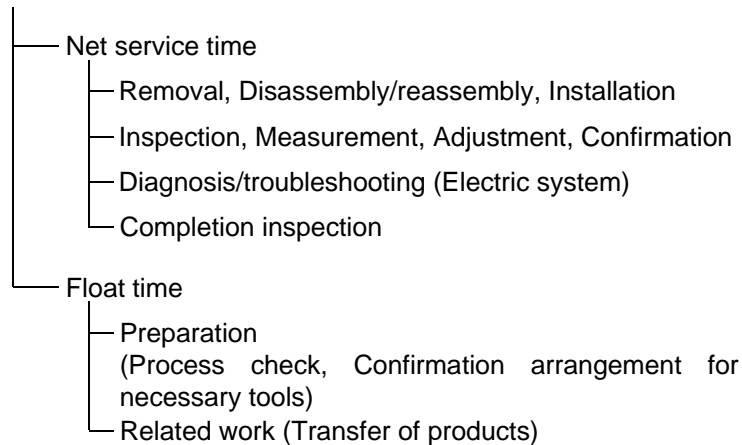 Net service time
Removal, Disassembly/reassembly, Installation
Inspection, Measurement, Adjustment, Confirmation
Diagnosis/troubleshooting (Electric system)
Completion inspection
Float time
Preparation
(Process check, Confirmation arrangement for
necessary tools)
Related work (Transfer of products)